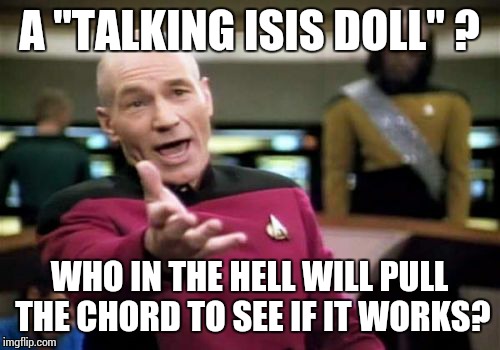 A "TALKING ISIS DOLL" ?
WHO IN THE HELL WILL PULL
THE CHORD TO SEE IF IT WORKS?
imgflip.com